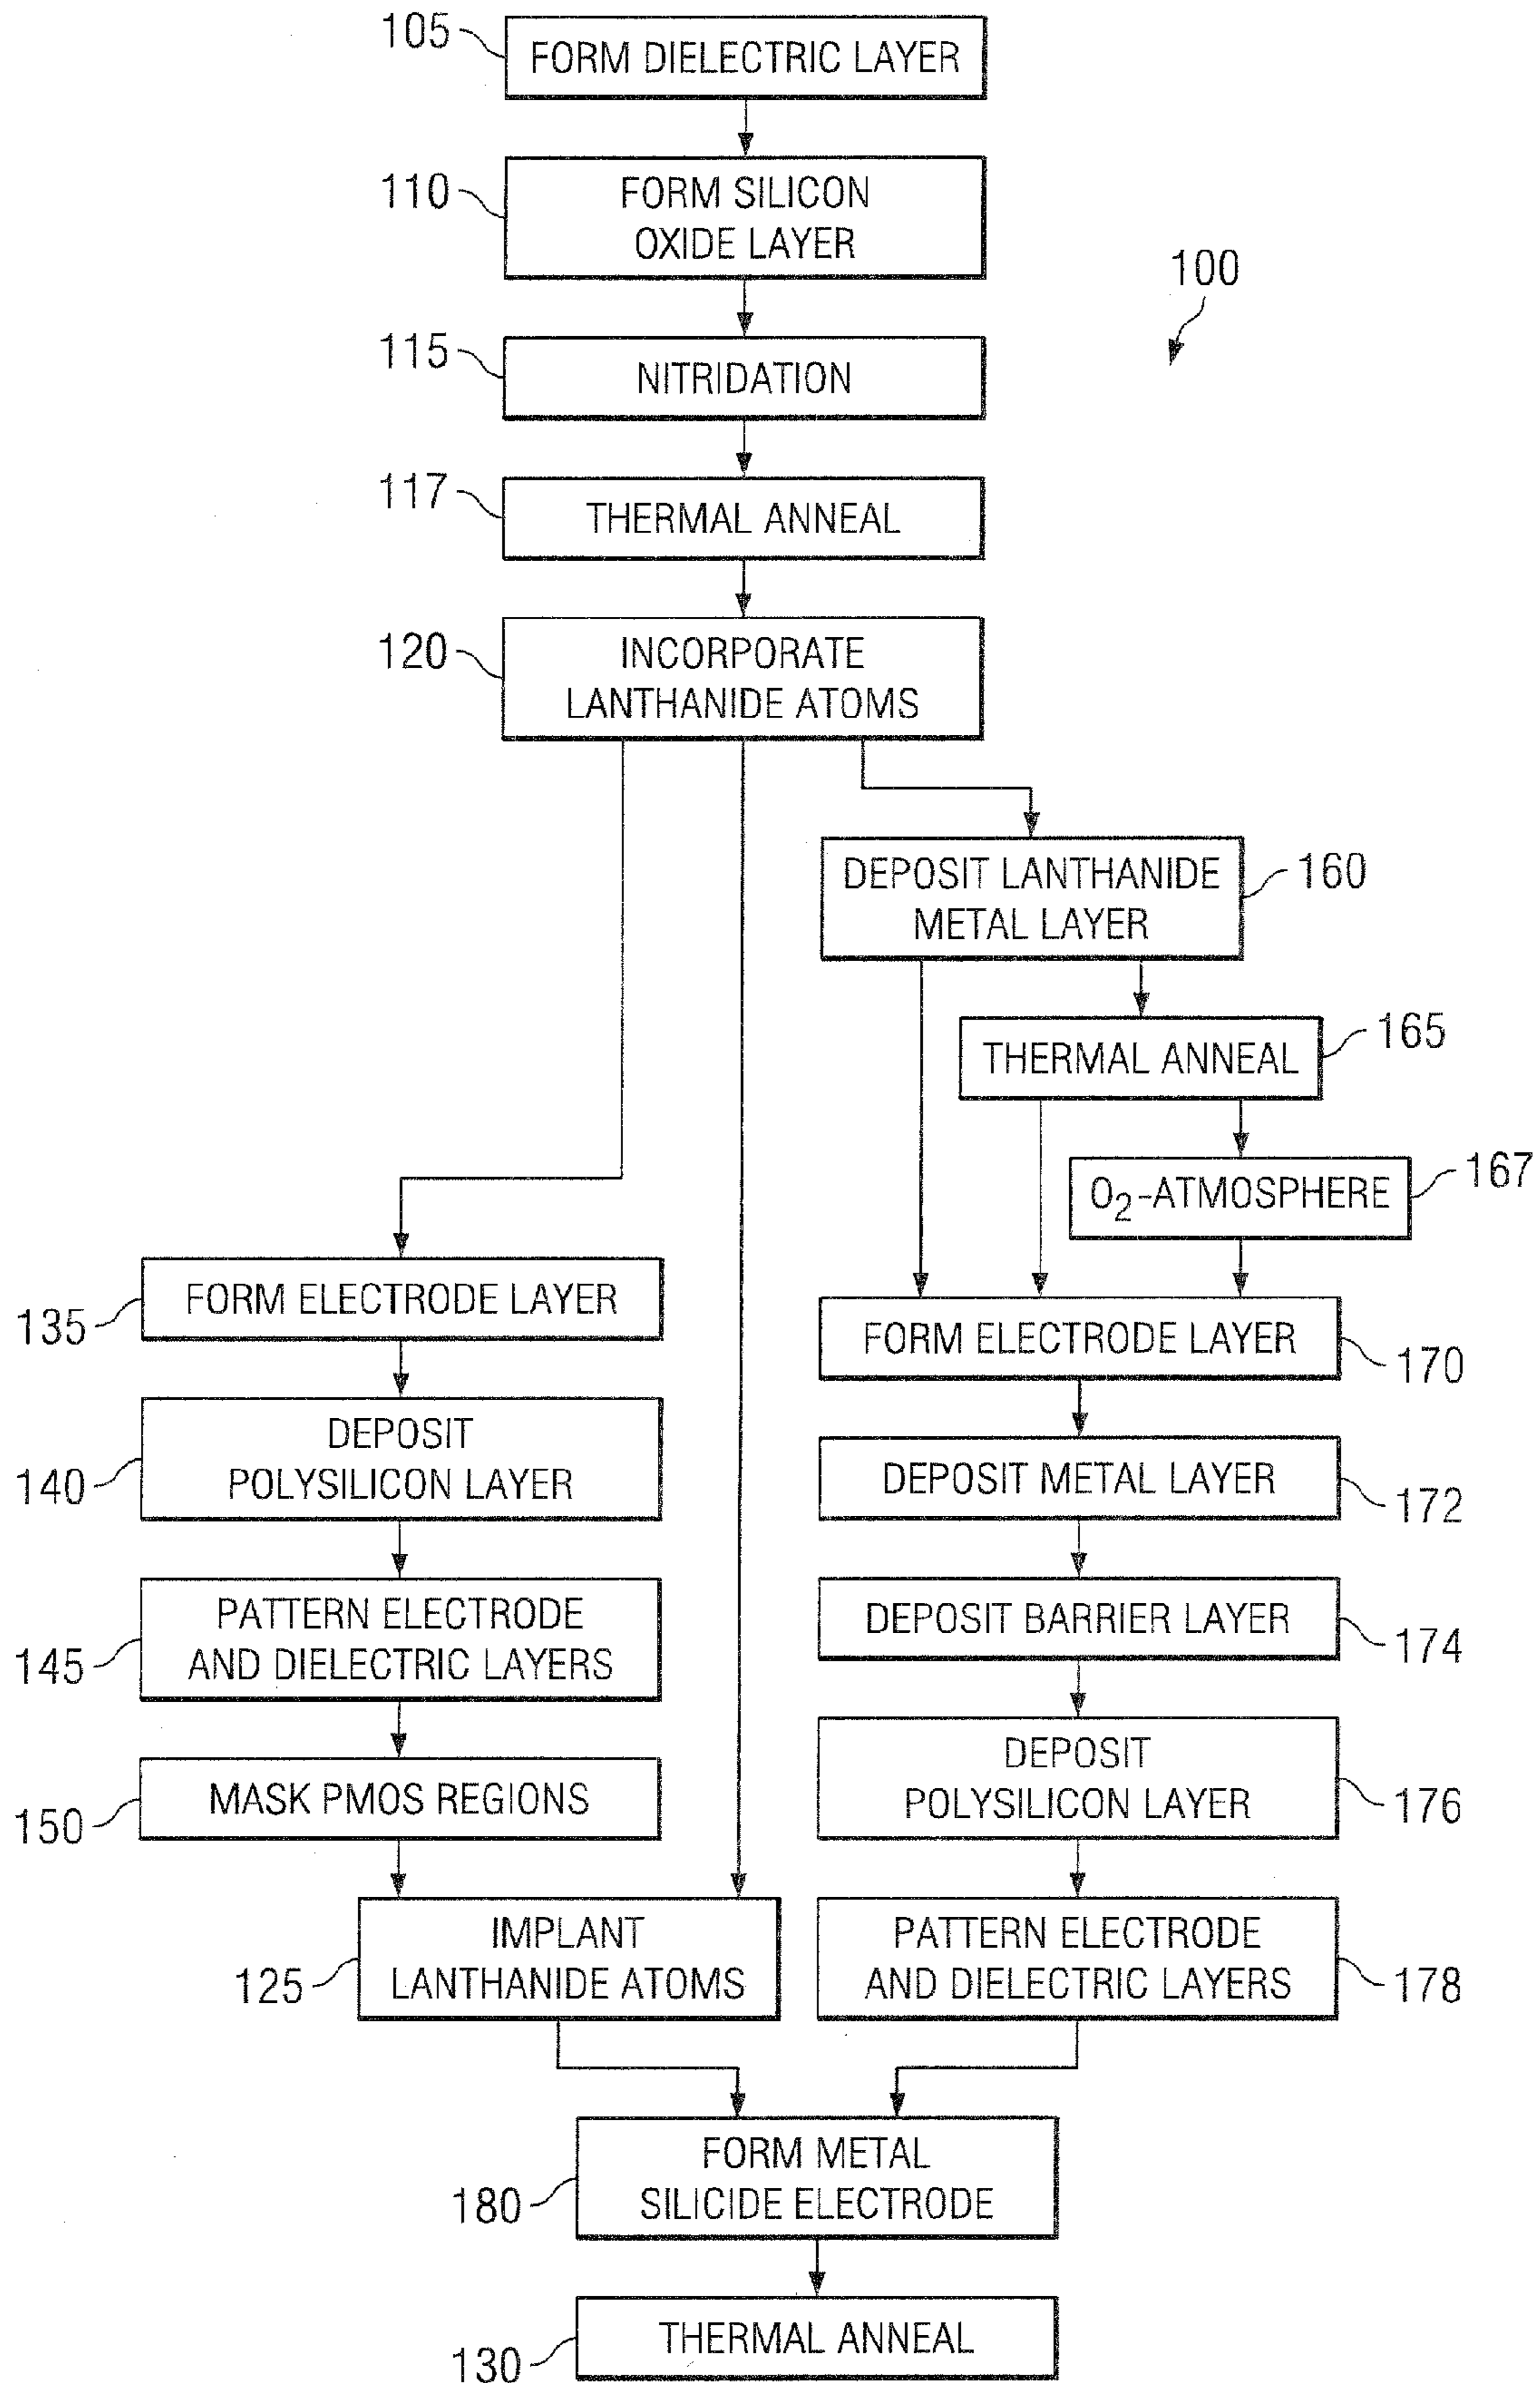 105
FORM DIELECTRIC LAYER
110
FORM SILICON
OXIDE LAYER
100
115
NITRIDATION
117
THERMAL ANNEAL
120
INCORPORATE
LANTHANIDE ATOMS
DEPOSIT LANTHANIDE
METAL LAYER
160
THERMAL ANNEAL
165
O2-ATMOSPHERE
167
FORM ELECTRODE LAYER
135
FORM ELECTRODE LAYER
170
DEPOSIT
POLYSILICON LAYER
140
DEPOSIT METAL LAYER
172
PATTERN ELECTRODE
AND DIELECTRIC LAYERS
145
DEPOSIT BARRIER LAYER
174
MASK PMOS REGIONS
150
DEPOSIT
POLYSILICON LAYER
176
IMPLANT
LANTHANIDE ATOMS
125
PATTERN ELECTRODE
AND DIELECTRIC LAYERS
178
FORM METAL
SILICIDE ELECTRODE
180
THERMAL ANNEAL
130